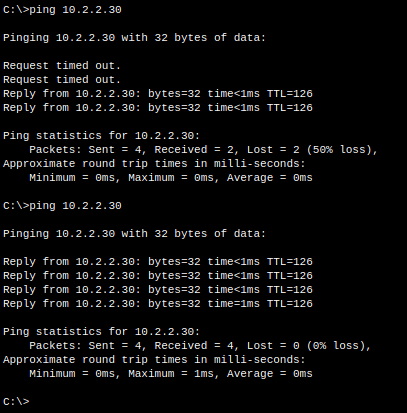 C:\>ping 10.2.2.30

Pinging 10.2.2.30 with 32 bytes of data:

Request timed out.
Request timed out.
Reply from 10.2.2.30: bytes=32 time<1ms TTL=126
Reply from 10.2.2.30: bytes=32 time<1ms TTL=126

Ping statistics for 10.2.2.30:
    Packets: Sent = 4, Received = 2, Lost = 2 (50% loss),
Approximate round trip times in milli-seconds:
    Minimum = 0ms, Maximum = 0ms, Average = 0ms

C:\>ping 10.2.2.30

Pinging 10.2.2.30 with 32 bytes of data:

Reply from 10.2.2.30: bytes=32 time<1ms TTL=126
Reply from 10.2.2.30: bytes=32 time<1ms TTL=126
Reply from 10.2.2.30: bytes=32 time<1ms TTL=126
Reply from 10.2.2.30: bytes=32 time=1ms TTL=126

Ping statistics for 10.2.2.30:
    Packets: Sent = 4, Received = 4, Lost = 0 (0% loss),
Approximate round trip times in milli-seconds:
    Minimum = 0ms, Maximum = 1ms, Average = 0ms

C:\>